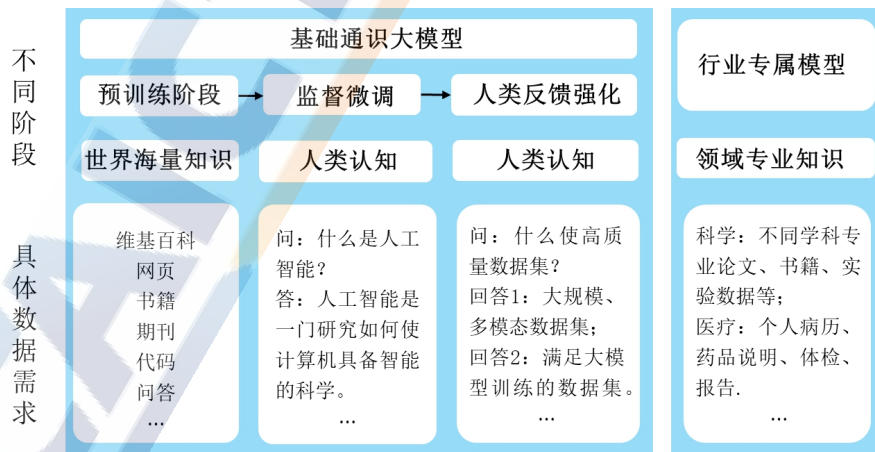 不同阶段
基础通识大模型
预训练阶段
监督微调
人类反馈强化
世界海量知识
人类认知
人类认知
行业专属模型
领域专业知识
具体数据需求
维基百科
网页
书籍
期刊
代码
问答
…
问：什么是人工
智能？
答：人工智能是
一门研究如何使
计算机具备智能
的科学。
…
问：什么使高质
量数据集？
回答1：大规模、
多模态数据集；
回答2：满足大模
型训练的数据集。
…
科学：不同学科专
业论文、书籍、实
验数据等；
医疗：个人病历、
药品说明、体检、
报告.
…